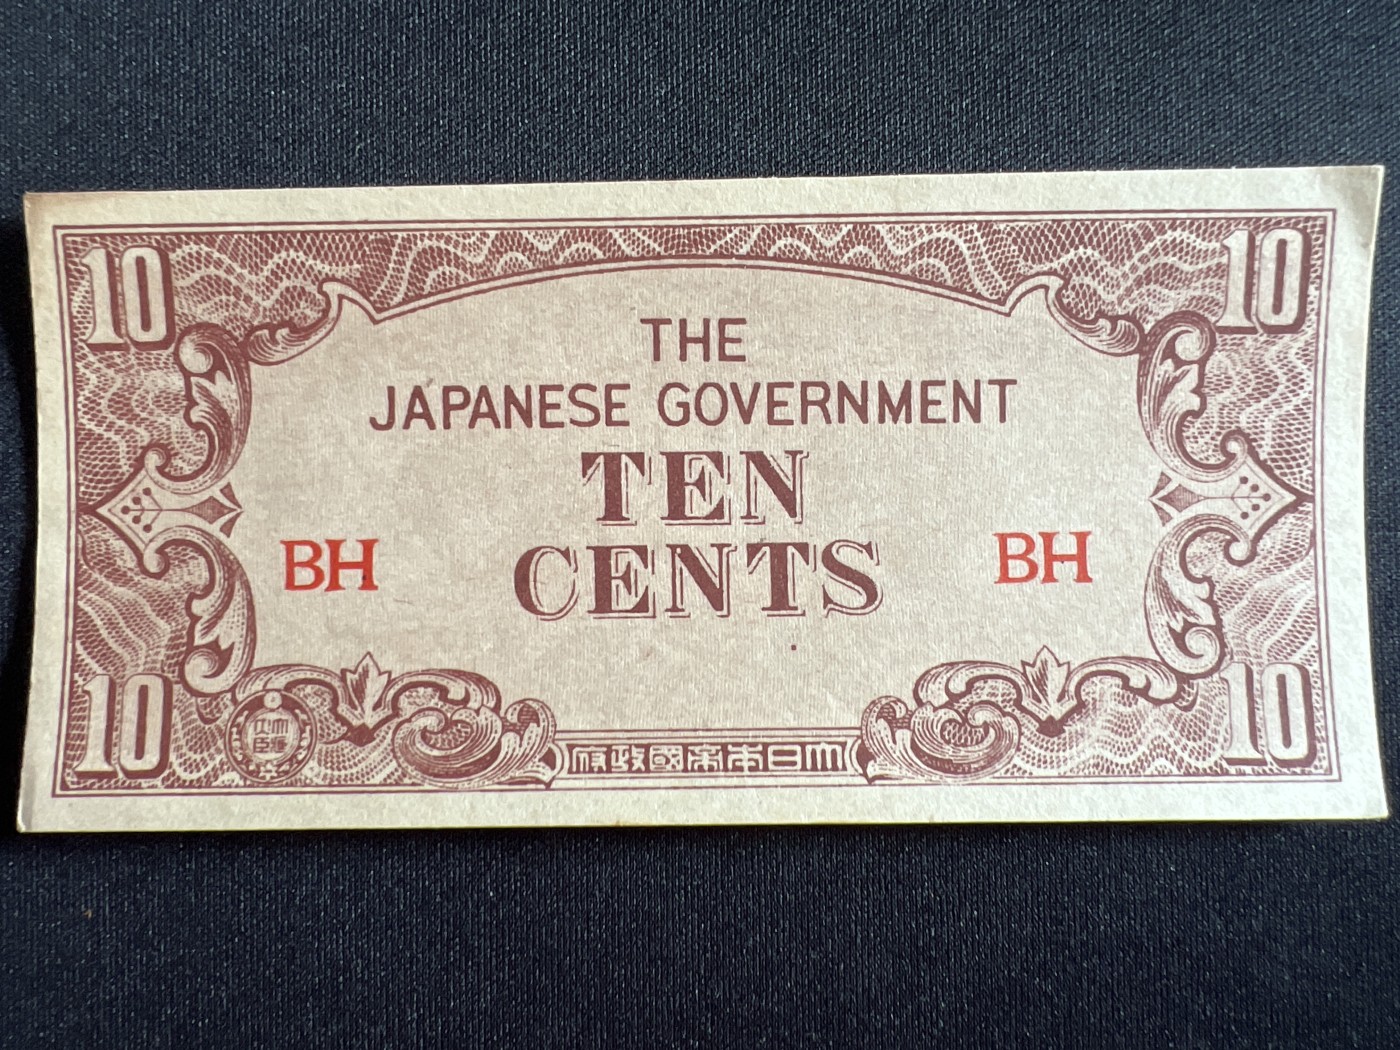 10 10
THE
JAPANESE GOVERNMENT
TEN
CENTS
BH BH
10 10
府政國帝本日大